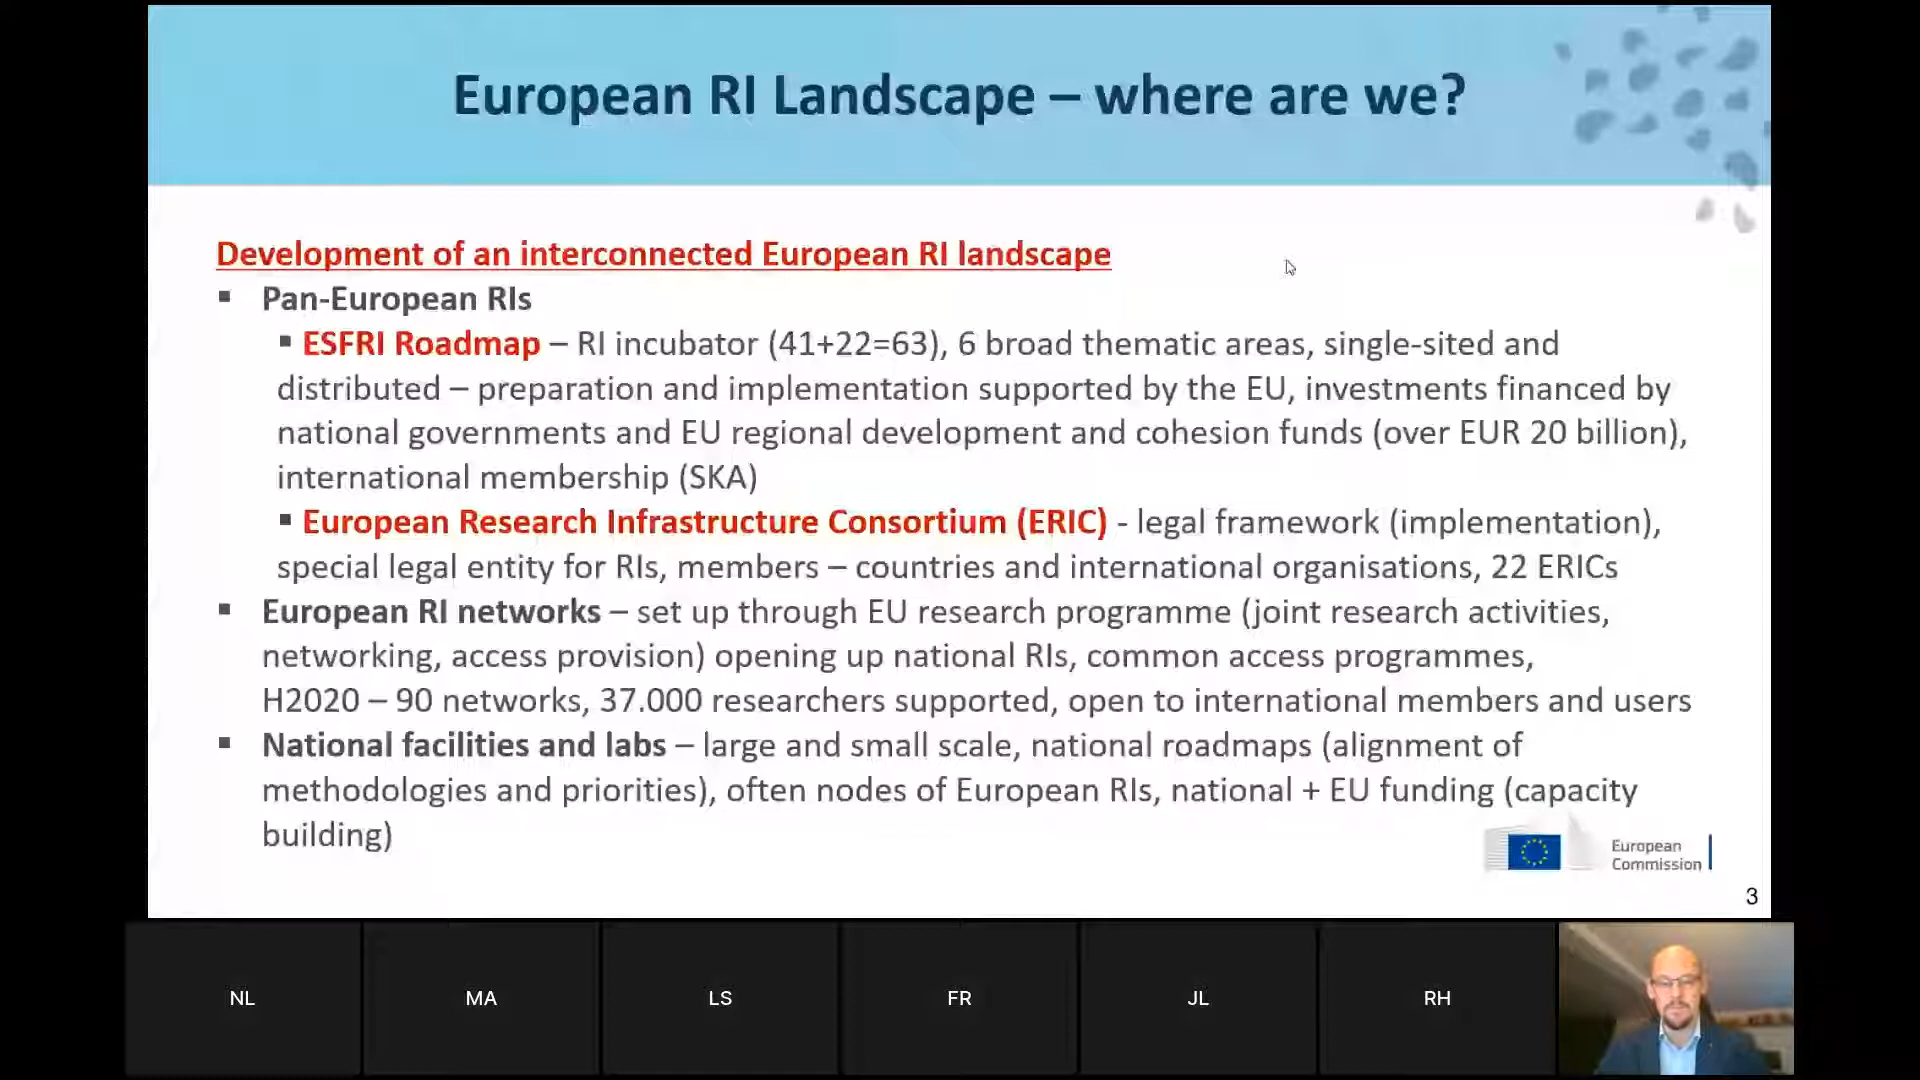 European RI Landscape – where are we?
Development of an interconnected European RI landscape
▪ Pan-European RIs
▪ ESFRI Roadmap – RI incubator (41+22=63), 6 broad thematic areas, single-sited and
distributed – preparation and implementation supported by the EU, investments financed by
national governments and EU regional development and cohesion funds (over EUR 20 billion),
international membership (SKA)
▪ European Research Infrastructure Consortium (ERIC) - legal framework (implementation),
special legal entity for RIs, members – countries and international organisations, 22 ERICs
▪ European RI networks – set up through EU research programme (joint research activities,
networking, access provision) opening up national RIs, common access programmes,
H2020 – 90 networks, 37.000 researchers supported, open to international members and users
▪ National facilities and labs – large and small scale, national roadmaps (alignment of
methodologies and priorities), often nodes of European RIs, national + EU funding (capacity
building)
European
Commission
3
NL MA LS FR JL RH